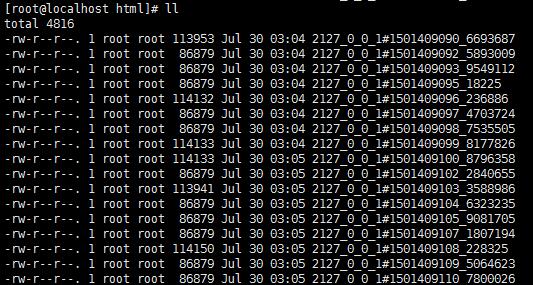 [root@localhost html]# ll
total 4816
-rw-r--r--. 1 root root 113953 Jul 30 03:04 2127_0_0_1#1501409090_6693687
-rw-r--r--. 1 root root  86879 Jul 30 03:04 2127_0_0_1#1501409092_5893009
-rw-r--r--. 1 root root  86879 Jul 30 03:04 2127_0_0_1#1501409093_9549112
-rw-r--r--. 1 root root  86879 Jul 30 03:04 2127_0_0_1#1501409095_18225
-rw-r--r--. 1 root root 114132 Jul 30 03:04 2127_0_0_1#1501409096_236886
-rw-r--r--. 1 root root  86879 Jul 30 03:04 2127_0_0_1#1501409097_4703724
-rw-r--r--. 1 root root  86879 Jul 30 03:04 2127_0_0_1#1501409098_7535505
-rw-r--r--. 1 root root 114133 Jul 30 03:04 2127_0_0_1#1501409099_8177826
-rw-r--r--. 1 root root 114133 Jul 30 03:05 2127_0_0_1#1501409100_8796358
-rw-r--r--. 1 root root  86879 Jul 30 03:05 2127_0_0_1#1501409102_2840655
-rw-r--r--. 1 root root 113941 Jul 30 03:05 2127_0_0_1#1501409103_3588986
-rw-r--r--. 1 root root  86879 Jul 30 03:05 2127_0_0_1#1501409104_6323235
-rw-r--r--. 1 root root  86879 Jul 30 03:05 2127_0_0_1#1501409105_9081705
-rw-r--r--. 1 root root  86879 Jul 30 03:05 2127_0_0_1#1501409107_1807194
-rw-r--r--. 1 root root 114150 Jul 30 03:05 2127_0_0_1#1501409108_228325
-rw-r--r--. 1 root root  86879 Jul 30 03:05 2127_0_0_1#1501409109_5064623
-rw-r--r--. 1 root root  86879 Jul 30 03:05 2127_0_0_1#1501409110_7800026